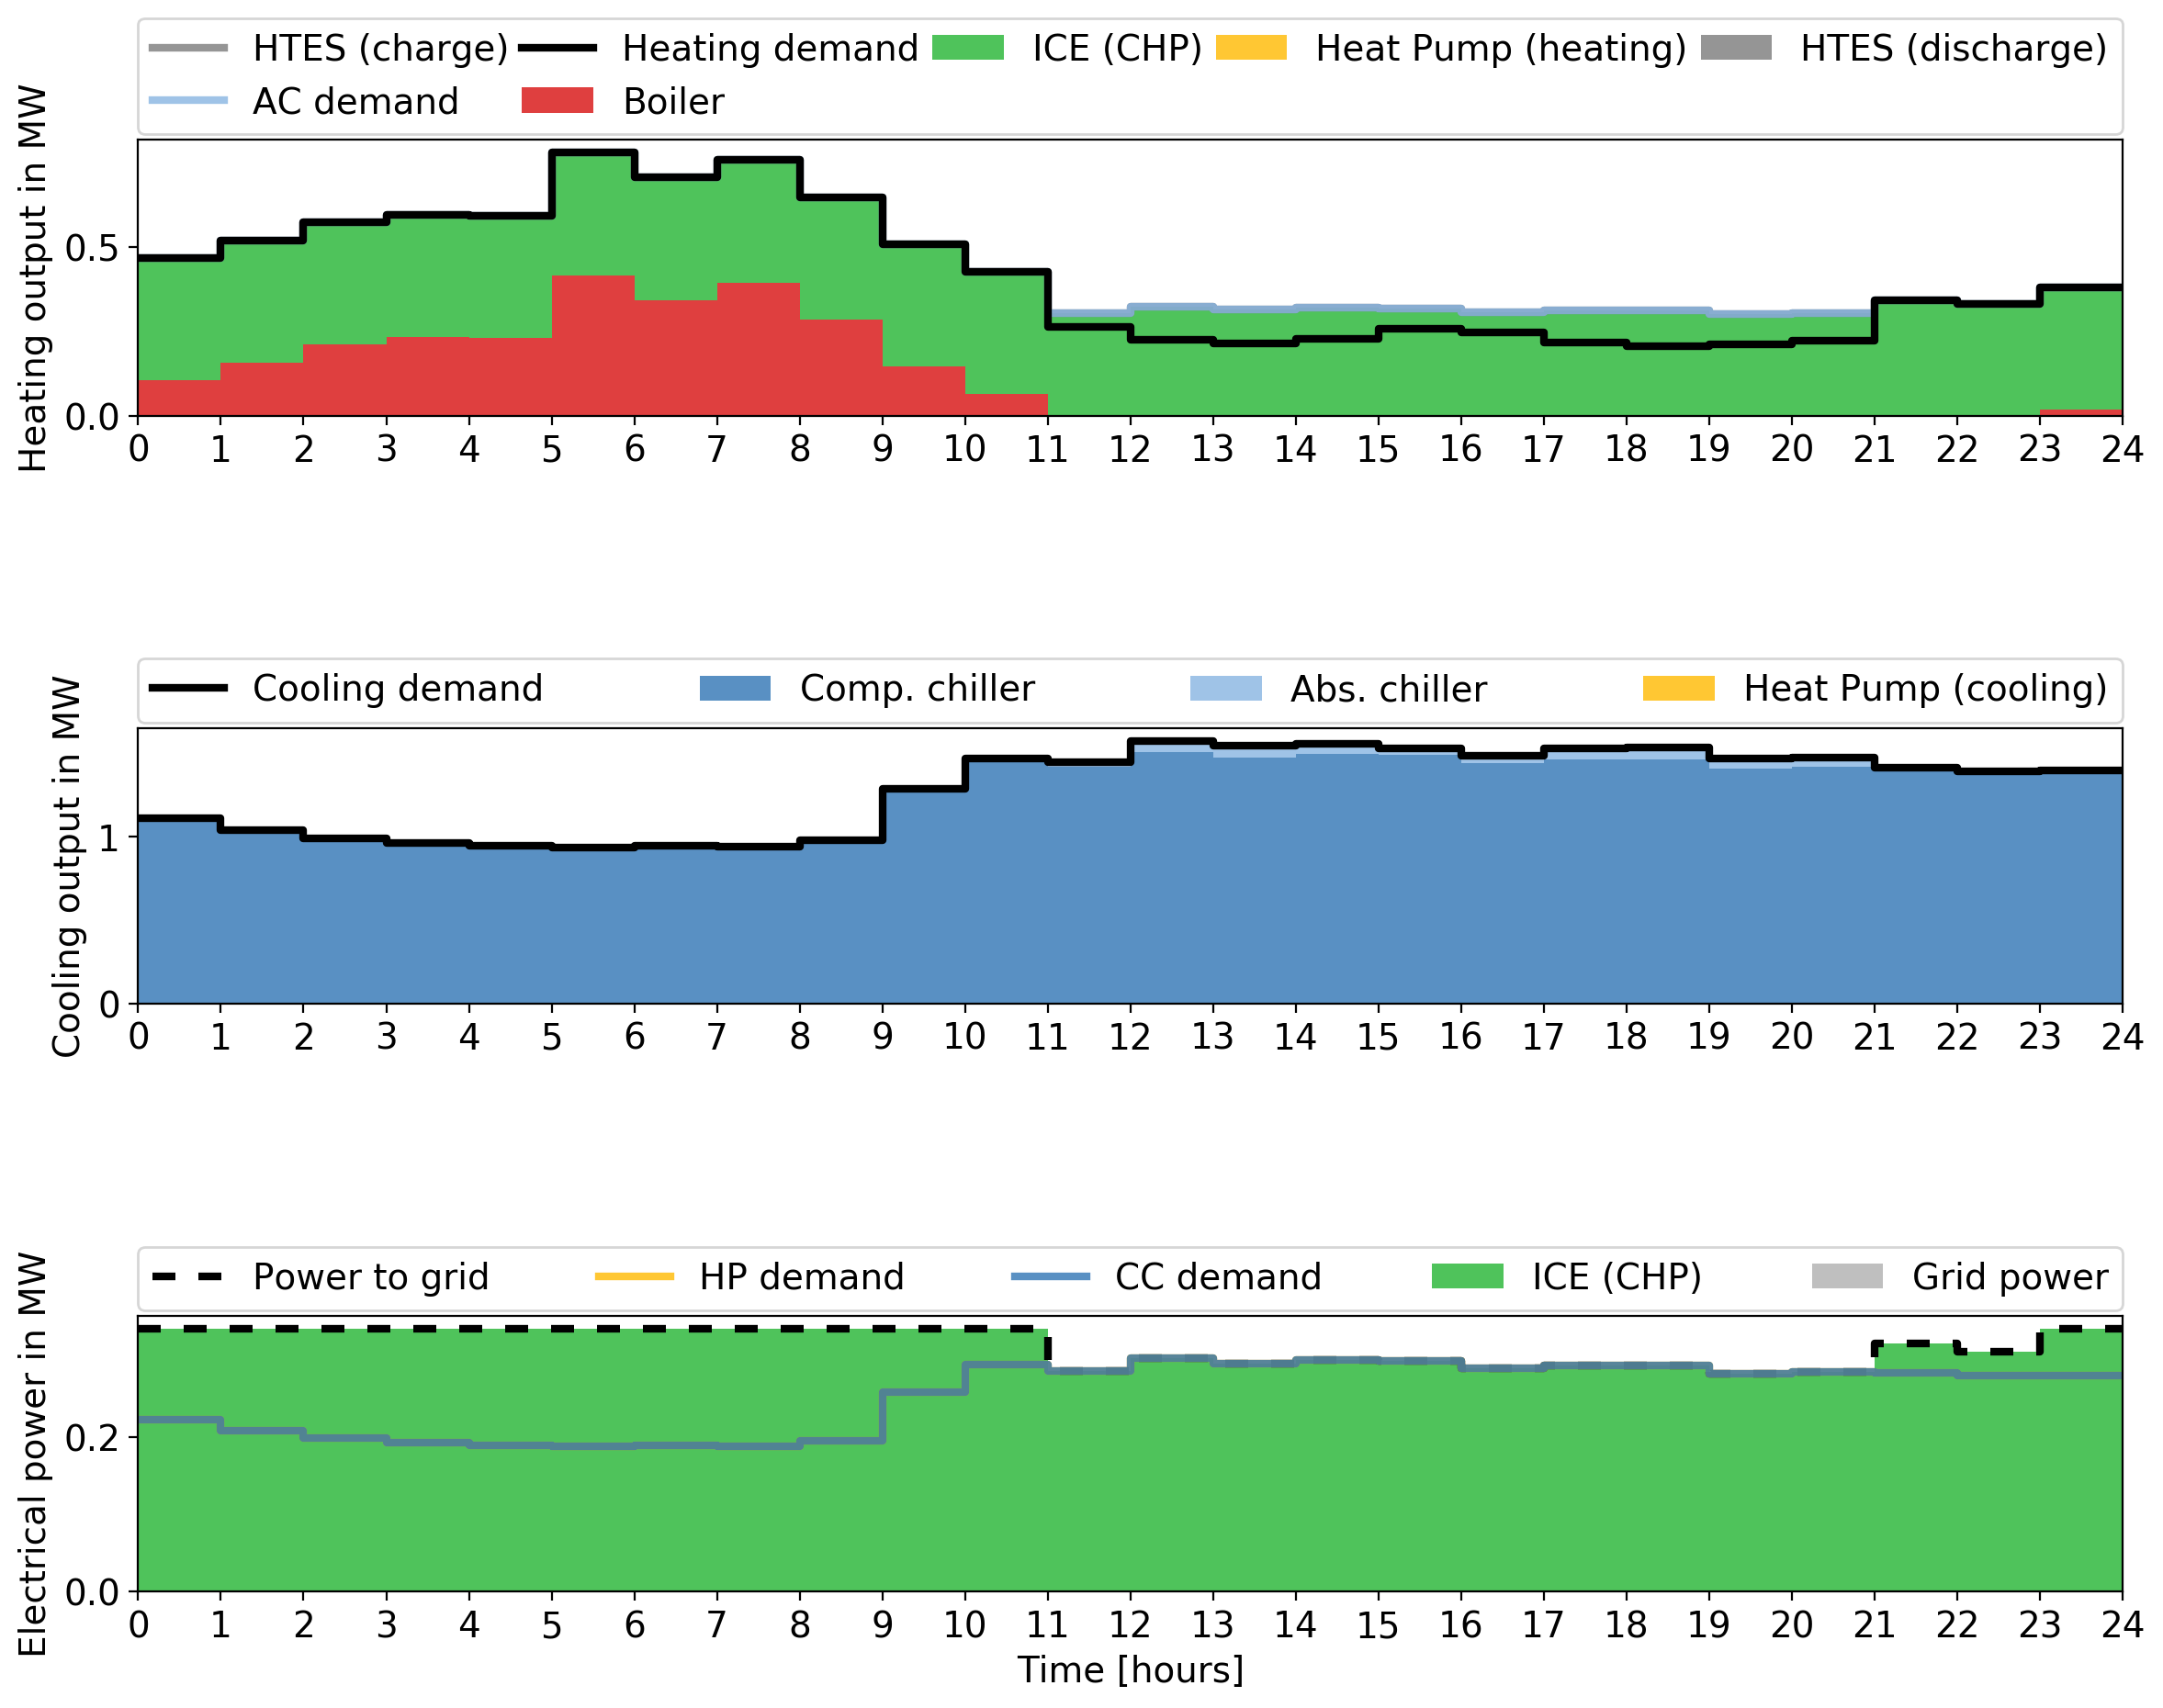 HTES (charge) Heating demand ICE (CHP) Heat Pump (heating) HTES (discharge)
AC demand Boiler
Heating output in MW
0.5
0.0
0 1 2 3 4 5 6 7 8 9 10 11 12 13 14 15 16 17 18 19 20 21 22 23 24
Cooling demand Comp. chiller Abs. chiller Heat Pump (cooling)
Cooling output in MW
1
0
0 1 2 3 4 5 6 7 8 9 10 11 12 13 14 15 16 17 18 19 20 21 22 23 24
Power to grid HP demand CC demand ICE (CHP) Grid power
Electrical power in MW
0.2
0.0
0 1 2 3 4 5 6 7 8 9 10 11 12 13 14 15 16 17 18 19 20 21 22 23 24
Time [hours]